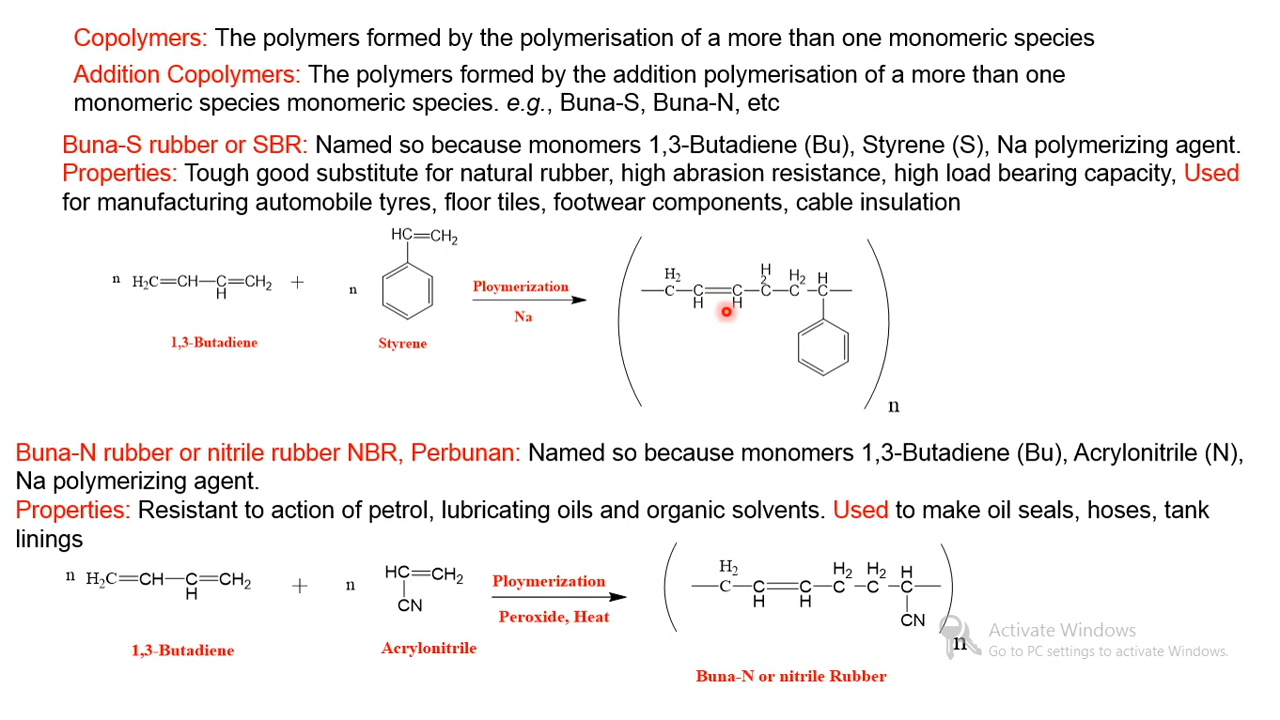 Copolymers: The polymers formed by the polymerisation of a more than one monomeric species
Addition Copolymers: The polymers formed by the addition polymerisation of a more than one
monomeric species monomeric species. e.g., Buna-S, Buna-N, etc
Buna-S rubber or SBR: Named so because monomers 1,3-Butadiene (Bu), Styrene (S), Na polymerizing agent.
Properties: Tough good substitute for natural rubber, high abrasion resistance, high load bearing capacity, Used
for manufacturing automobile tyres, floor tiles, footwear components, cable insulation
n H₂C=CH—C=CH₂ + n HC=CH₂
H
Ploymerization
Na
H₂ H 2 H₂ H
—C—C=C—C—C—C—
H H
n
1,3-Butadiene Styrene
Buna-N rubber or nitrile rubber NBR, Perbunan: Named so because monomers 1,3-Butadiene (Bu), Acrylonitrile (N),
Na polymerizing agent.
Properties: Resistant to action of petrol, lubricating oils and organic solvents. Used to make oil seals, hoses, tank
linings
n H₂C=CH—C=CH₂ + n HC=CH₂
H CN
Ploymerization
Peroxide, Heat
H₂ H₂ H₂ H
—C—C=C—C—C—C—
H H CN
n
1,3-Butadiene Acrylonitrile
Buna-N or nitrile Rubber
Activate Windows
Go to PC settings to activate Windows.